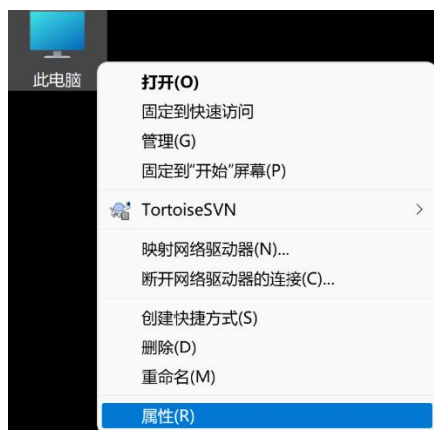 此电脑
打开(O)
固定到快速访问
管理(G)
固定到“开始”屏幕(P)
TortoiseSVN
映射网络驱动器(N)...
断开网络驱动器的连接(C)...
创建快捷方式(S)
删除(D)
重命名(M)
属性(R)